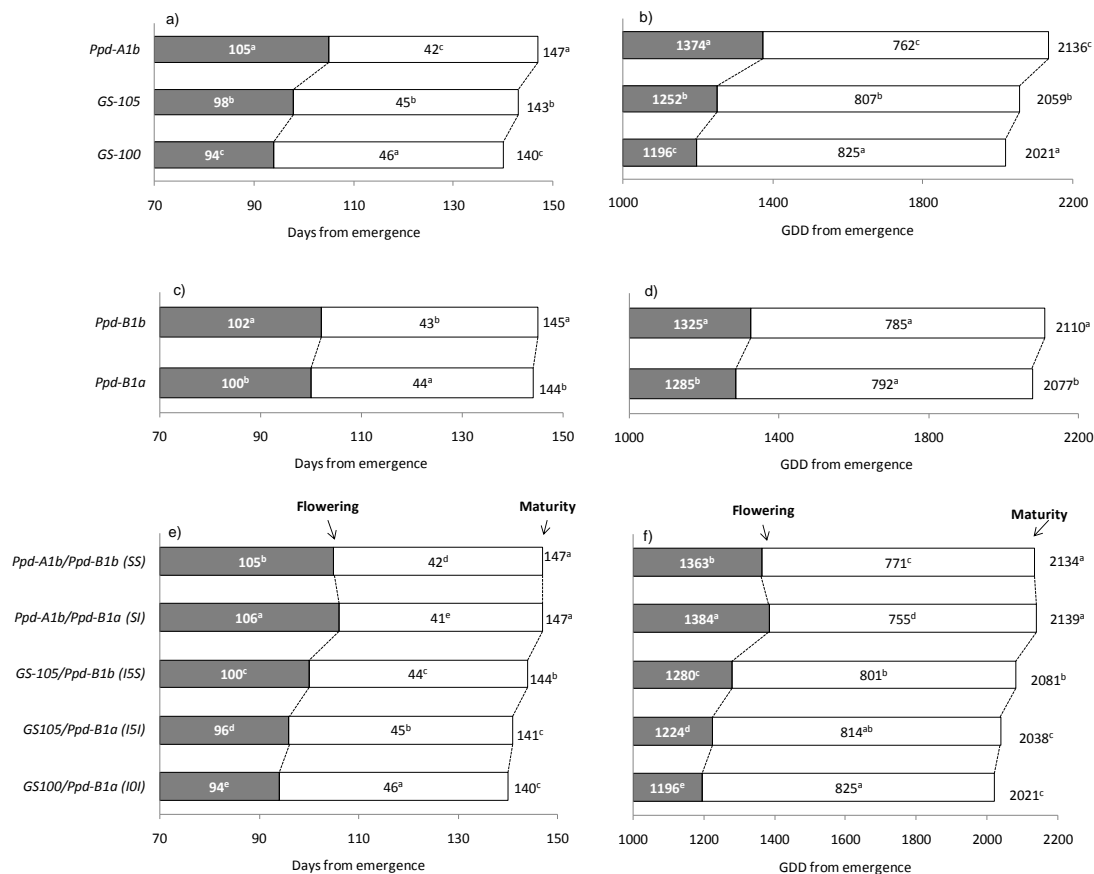 a)
Ppd-A1b 105ᵃ 42ᶜ 147ᵃ
GS-105 98ᵇ 45ᵇ 143ᵇ
GS-100 94ᶜ 46ᵃ 140ᶜ
70 90 110 130 150
Days from emergence
b)
1374ᵃ 762ᶜ 2136ᶜ
1252ᵇ 807ᵇ 2059ᵇ
1196ᶜ 825ᵃ 2021ᵃ
1000 1400 1800 2200
GDD from emergence
c)
Ppd-B1b 102ᵃ 43ᵇ 145ᵃ
Ppd-B1a 100ᵇ 44ᵃ 144ᵇ
70 90 110 130 150
Days from emergence
d)
1325ᵃ 785ᵃ 2110ᵃ
1285ᵇ 792ᵃ 2077ᵇ
1000 1400 1800 2200
GDD from emergence
Flowering Maturity
e)
Ppd-A1b/Ppd-B1b (SS) 105ᵇ 42ᵈ 147ᵃ
Ppd-A1b/Ppd-B1a (SI) 106ᵃ 41ᵉ 147ᵃ
GS-105/Ppd-B1b (I5S) 100ᶜ 44ᶜ 144ᵇ
GS105/Ppd-B1a (I5I) 96ᵈ 45ᵇ 141ᶜ
GS100/Ppd-B1a (I0I) 94ᵉ 46ᵃ 140ᶜ
70 90 110 130 150
Days from emergence
Flowering Maturity
f)
1363ᵇ 771ᶜ 2134ᵃ
1384ᵃ 755ᵈ 2139ᵃ
1280ᶜ 801ᵇ 2081ᵇ
1224ᵈ 814ᵃᵇ 2038ᶜ
1196ᵉ 825ᵃ 2021ᶜ
1000 1200 1400 1600 1800 2000 2200
GDD from emergence